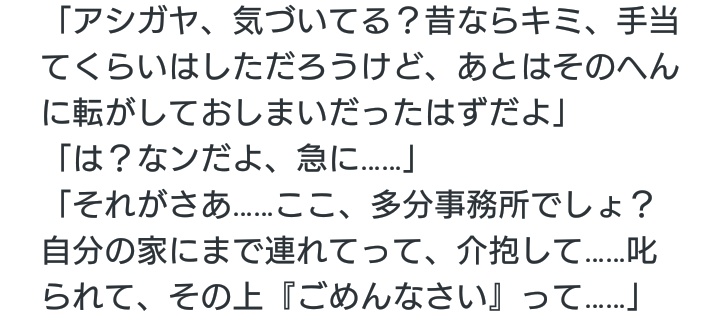 「アシガヤ、気づいてる？昔ならキミ、手当
てくらいはしただろうけど、あとはそのへん
に転がしておしまいだったはずだよ」
「は？なンだよ、急に……」
「それがさあ……ここ、多分事務所でしょ？
自分の家にまで連れてって、介抱して……叱
られて、その上『ごめんなさい』って……」